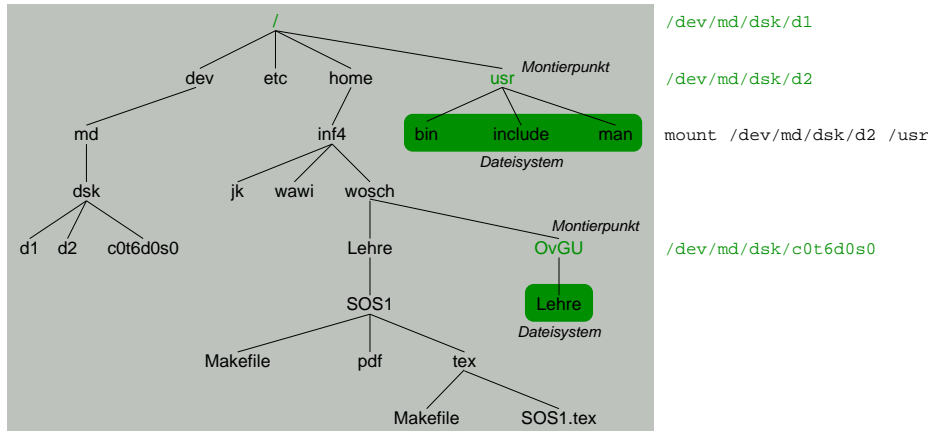 / /dev/md/dsk/d1
Montierpunkt
dev etc home usr /dev/md/dsk/d2
md inf4 bin include man mount /dev/md/dsk/d2 /usr
Dateisystem
dsk jk wawi wosch
Montierpunkt
d1 d2 c0t6d0s0 Lehre OvGU /dev/md/dsk/c0t6d0s0
SOS1 Lehre
Dateisystem
Makefile pdf tex
Makefile SOS1.tex